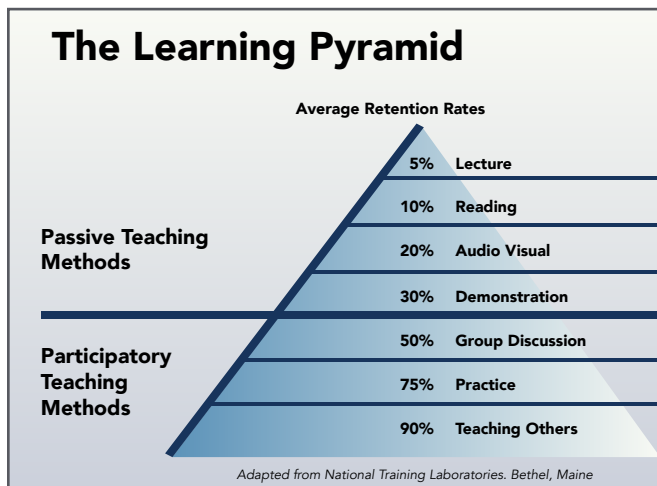 The Learning Pyramid
Average Retention Rates
5% Lecture
10% Reading
Passive Teaching
Methods
20% Audio Visual
30% Demonstration
50% Group Discussion
Participatory
Teaching
Methods
75% Practice
90% Teaching Others
Adapted from National Training Laboratories. Bethel, Maine